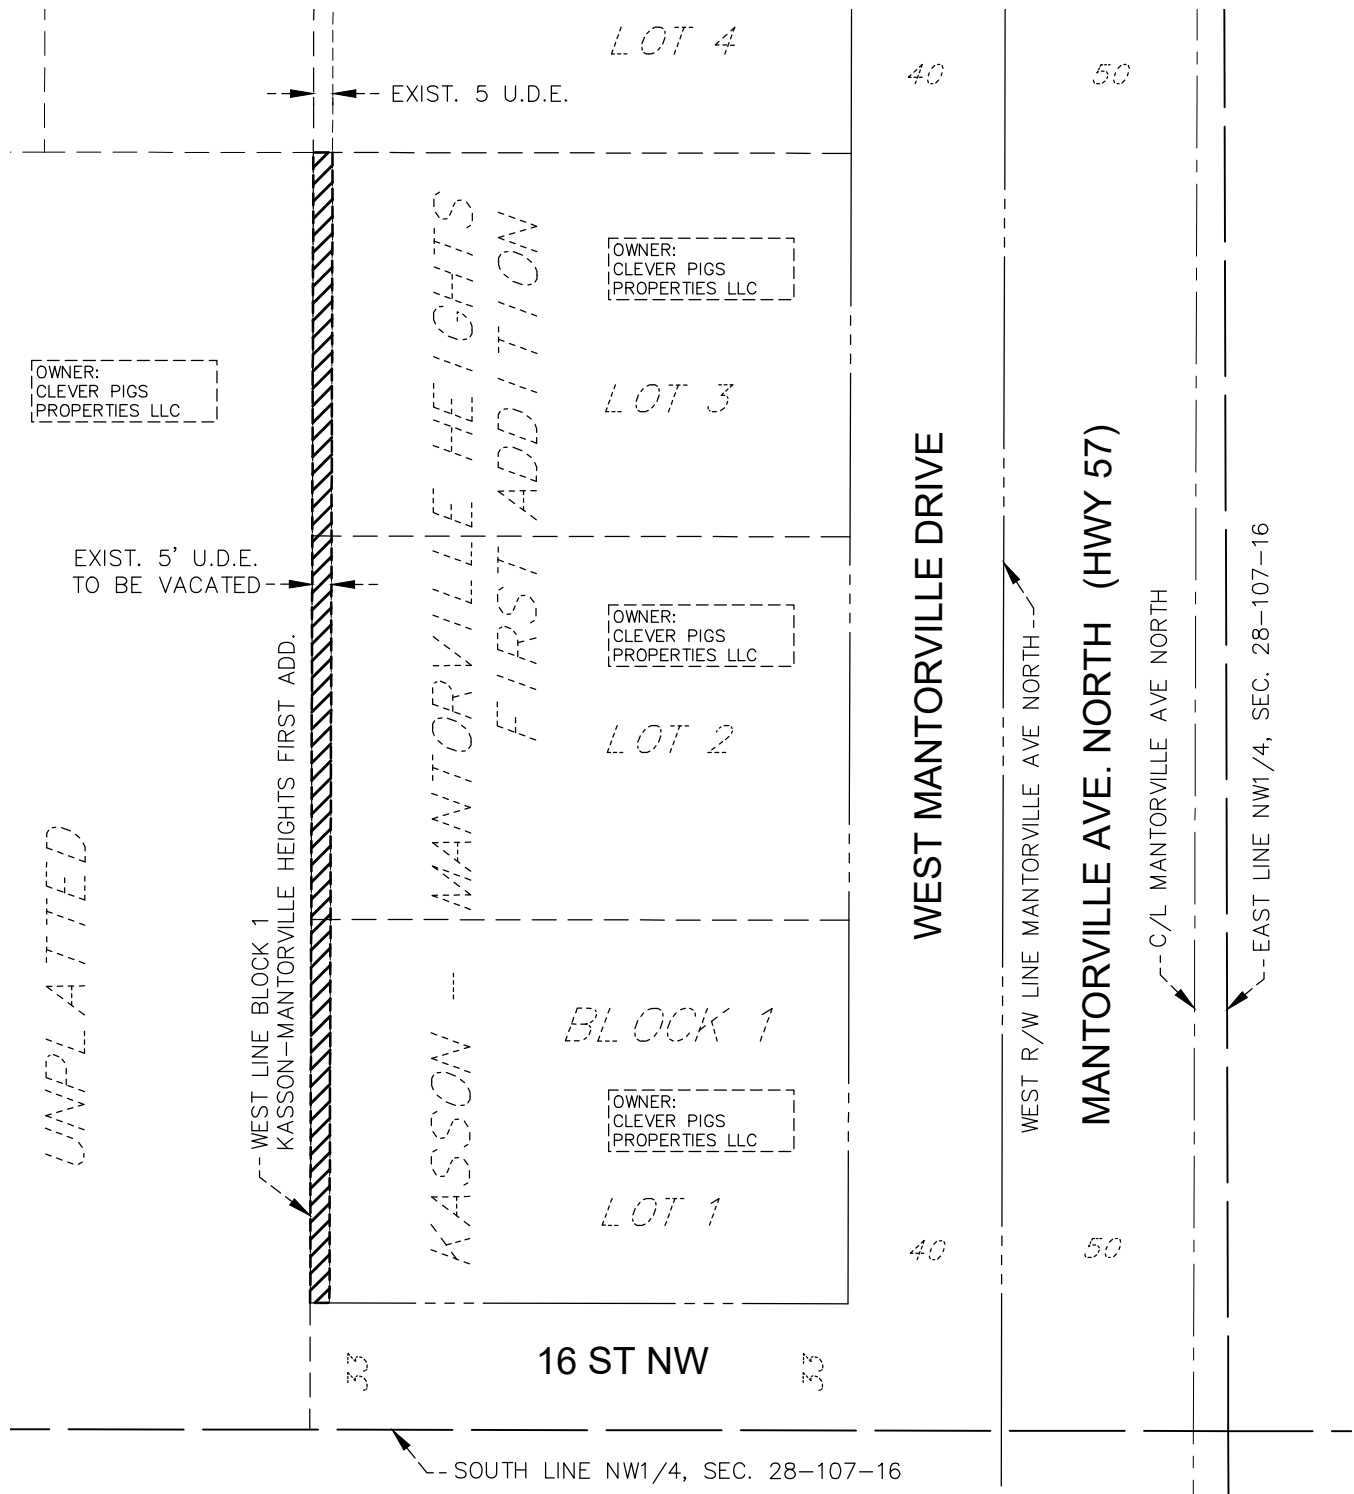 LOT 4
40
50
EXIST. 5 U.D.E.
KASSON - MANTORVILLE HEIGHTS
FIRST ADDITION
OWNER:
CLEVER PIGS
PROPERTIES LLC
OWNER:
CLEVER PIGS
PROPERTIES LLC
LOT 3
EXIST. 5' U.D.E.
TO BE VACATED
OWNER:
CLEVER PIGS
PROPERTIES LLC
LOT 2
WEST MANTORVILLE DRIVE
WEST R/W LINE MANTORVILLE AVE NORTH
MANTORVILLE AVE. NORTH (HWY 57)
C/L MANTORVILLE AVE NORTH
EAST LINE NW1/4, SEC. 28-107-16
UNPLATTED
WEST LINE BLOCK 1
KASSON-MANTORVILLE HEIGHTS FIRST ADD.
BLOCK 1
OWNER:
CLEVER PIGS
PROPERTIES LLC
LOT 1
40
50
33
16 ST NW
33
SOUTH LINE NW1/4, SEC. 28-107-16